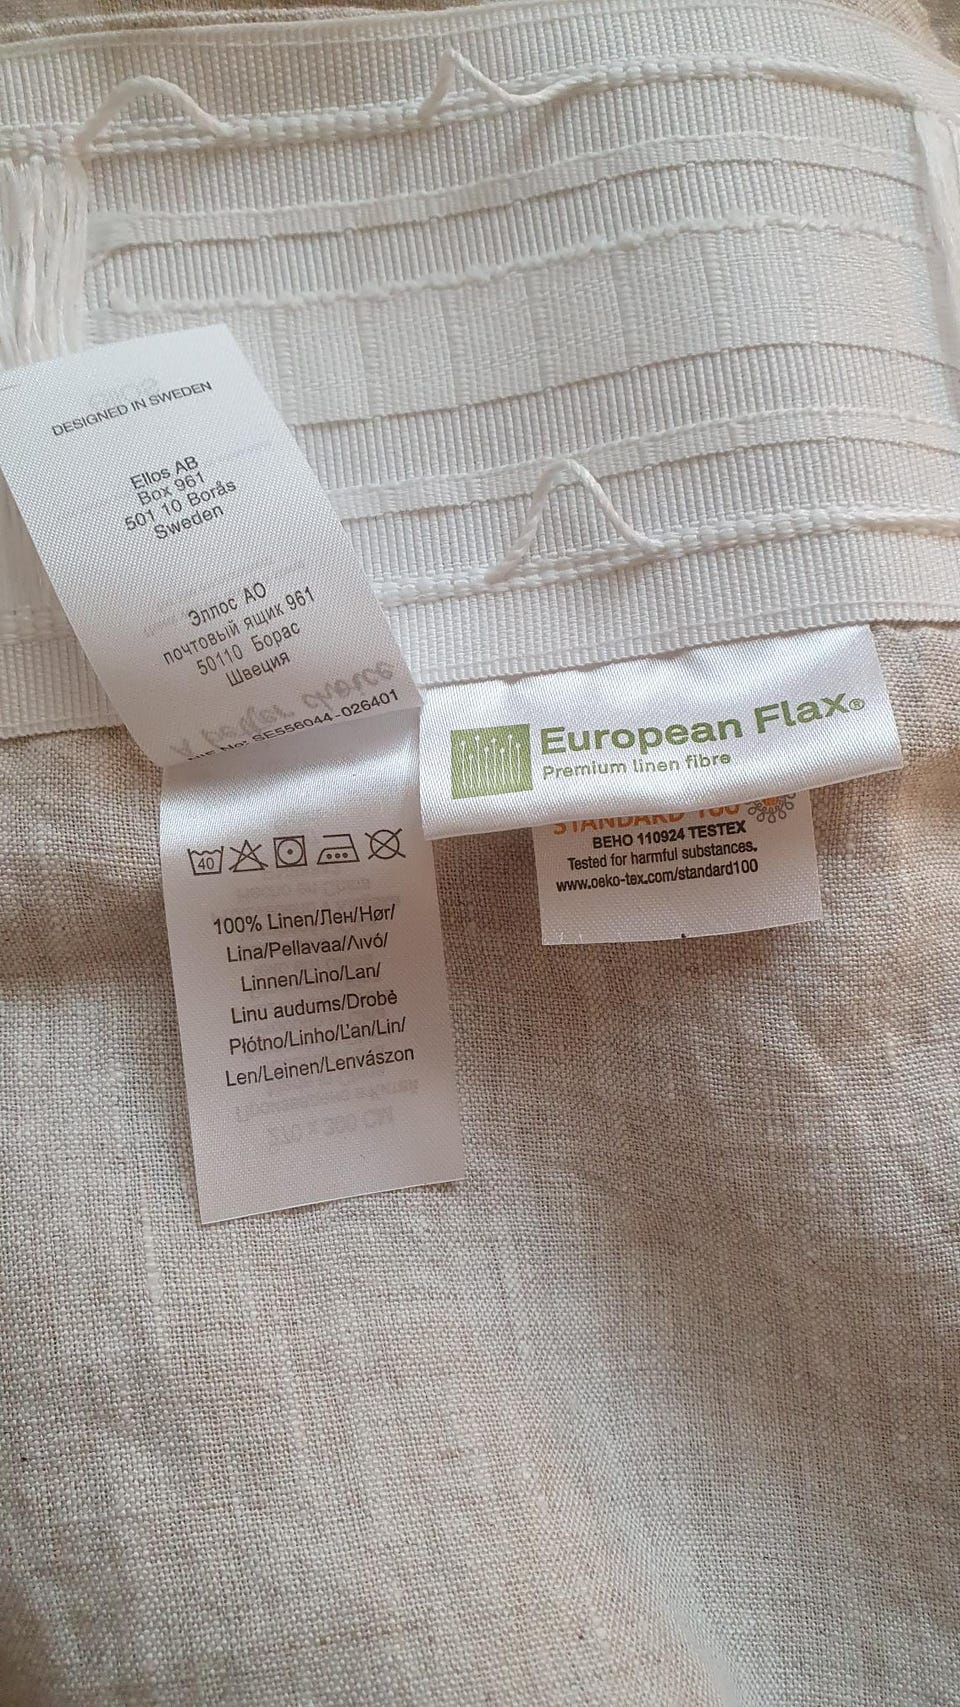 DESIGNED IN SWEDEN
Ellos AB
Box 961
501 10 Borås
Sweden
Эллос АО
почтовый ящик 961
50110 Борас
Швеция
No: SE556044-026401
40
100% Linen/Лен/Hør/
Lina/Pellavaa/Λινό/
Linnen/Lino/Lan/
Linu audums/Drobė
Płótno/Linho/Ľan/Lin/
Len/Leinen/Lenvászon
European Flax®
Premium linen fibre
STANDARD 100
BEHO 110924 TESTEX
Tested for harmful substances.
www.oeko-tex.com/standard100